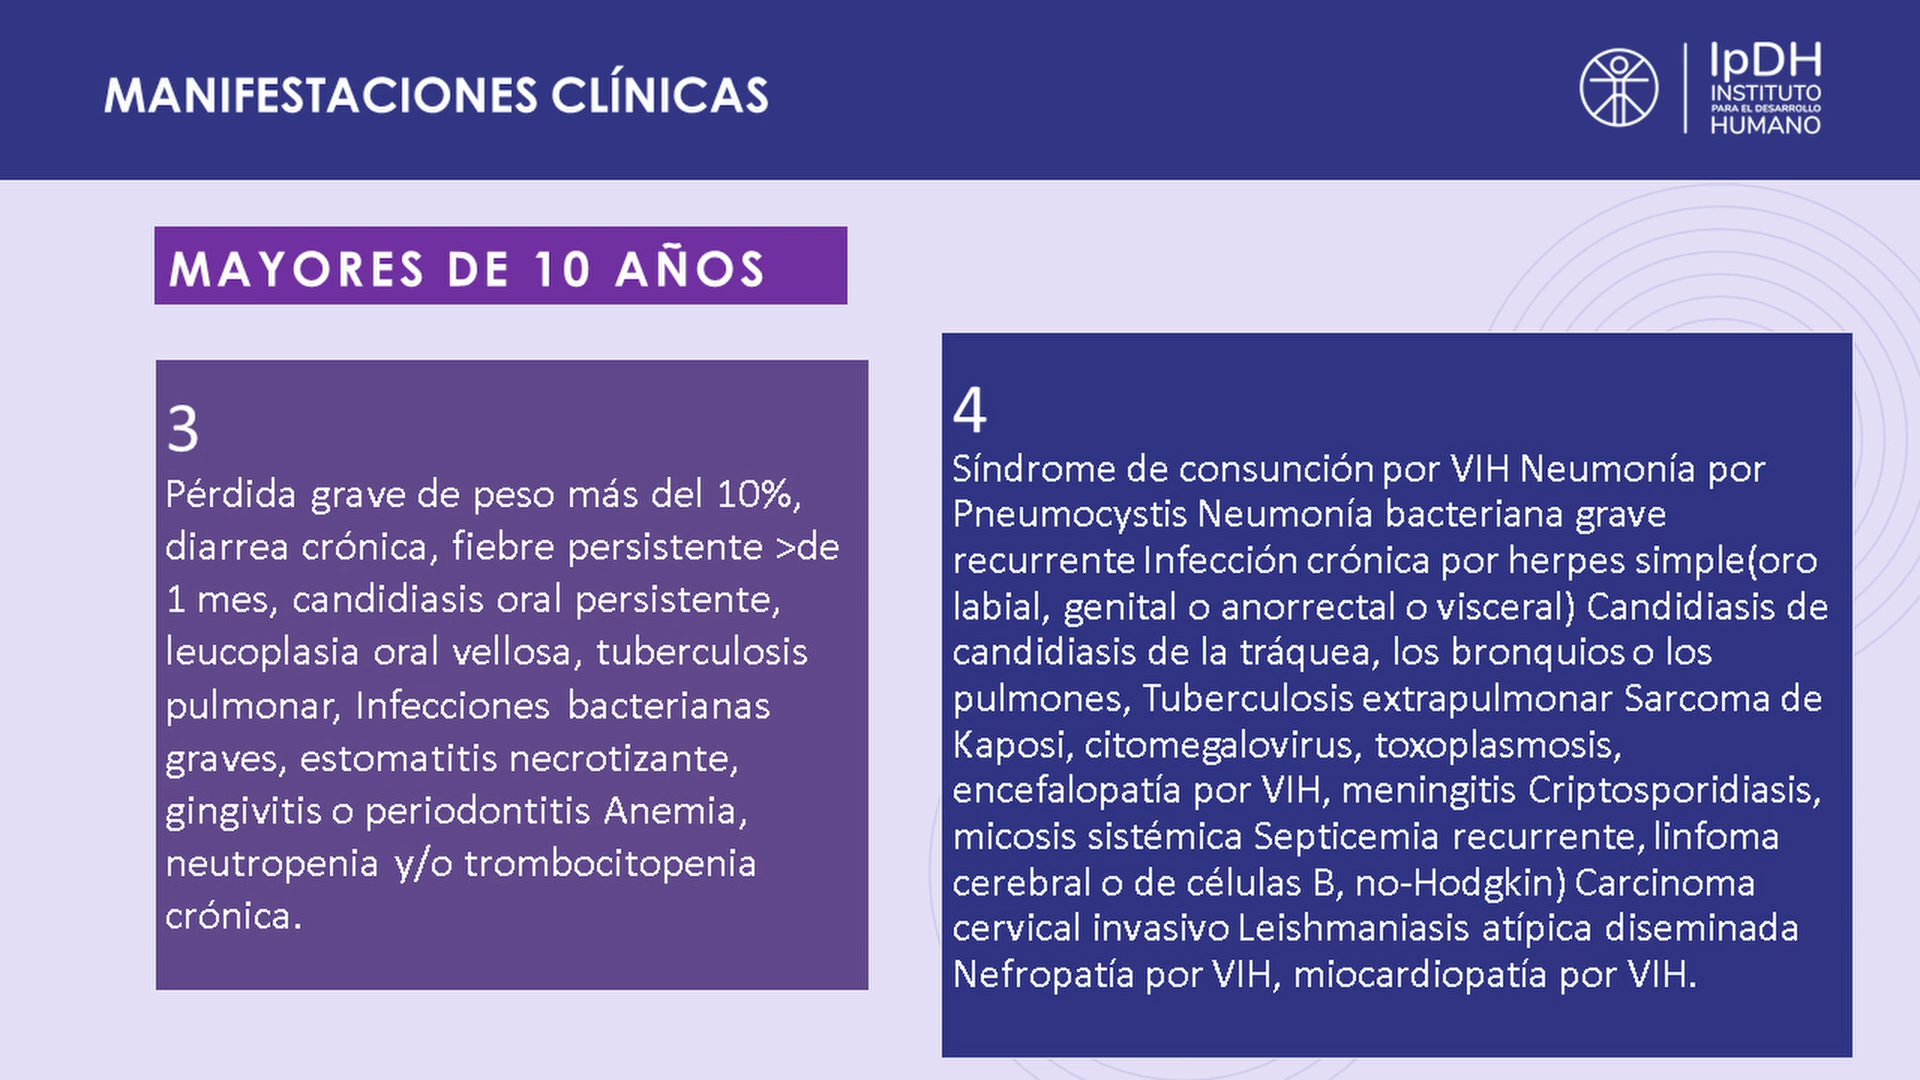 MANIFESTACIONES CLÍNICAS
IpDH
INSTITUTO
PARA EL DESARROLLO
HUMANO
MAYORES DE 10 AÑOS
3
Pérdida grave de peso más del 10%,
diarrea crónica, fiebre persistente >de
1 mes, candidiasis oral persistente,
leucoplasia oral vellosa, tuberculosis
pulmonar, Infecciones bacterianas
graves, estomatitis necrotizante,
gingivitis o periodontitis Anemia,
neutropenia y/o trombocitopenia
crónica.
4
Síndrome de consunción por VIH Neumonía por
Pneumocystis Neumonía bacteriana grave
recurrente Infección crónica por herpes simple(oro
labial, genital o anorrectal o visceral) Candidiasis de
candidiasis de la tráquea, los bronquios o los
pulmones, Tuberculosis extrapulmonar Sarcoma de
Kaposi, citomegalovirus, toxoplasmosis,
encefalopatía por VIH, meningitis Criptosporidiasis,
micosis sistémica Septicemia recurrente, linfoma
cerebral o de células B, no-Hodgkin) Carcinoma
cervical invasivo Leishmaniasis atípica diseminada
Nefropatía por VIH, miocardiopatía por VIH.